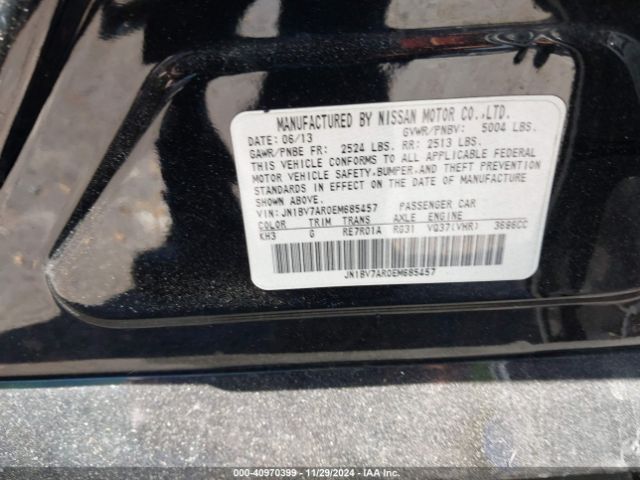 MANUFACTURED BY NISSAN MOTOR CO.,LTD.
DATE: 06/13 GVWR/PNBV: 5004 LBS.
GAWR/PNBE FR: 2524 LBS. RR: 2513 LBS.
THIS VEHICLE CONFORMS TO ALL APPLICABLE FEDERAL
MOTOR VEHICLE SAFETY,BUMPER,AND THEFT PREVENTION
STANDARDS IN EFFECT ON THE DATE OF MANUFACTURE
SHOWN ABOVE.
VIN: JN1BV7AR0EM685457 PASSENGER CAR
COLOR TRIM TRANS AXLE ENGINE
KH3 G RE7R01A RG31 VQ37(VHR) 3696CC
JN1BV7AR0EM685457
000-40970399 - 11/29/2024 - IAA Inc.